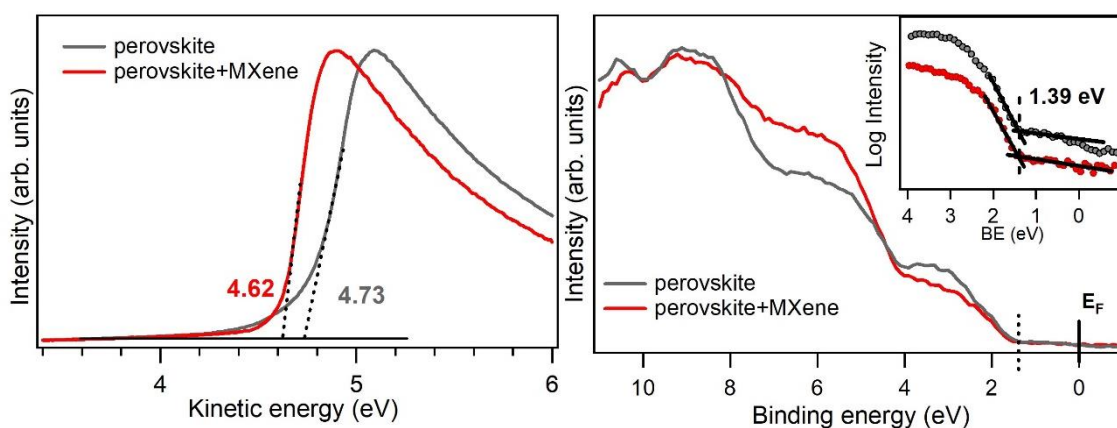 perovskite
perovskite+MXene
4.62
4.73
Intensity (arb. units)
4
5
6
Kinetic energy (eV)
Intensity (arb. units)
perovskite
perovskite+MXene
E_F
10
8
6
4
2
0
Binding energy (eV)
Log Intensity
1.39 eV
4
3
2
1
0
BE (eV)